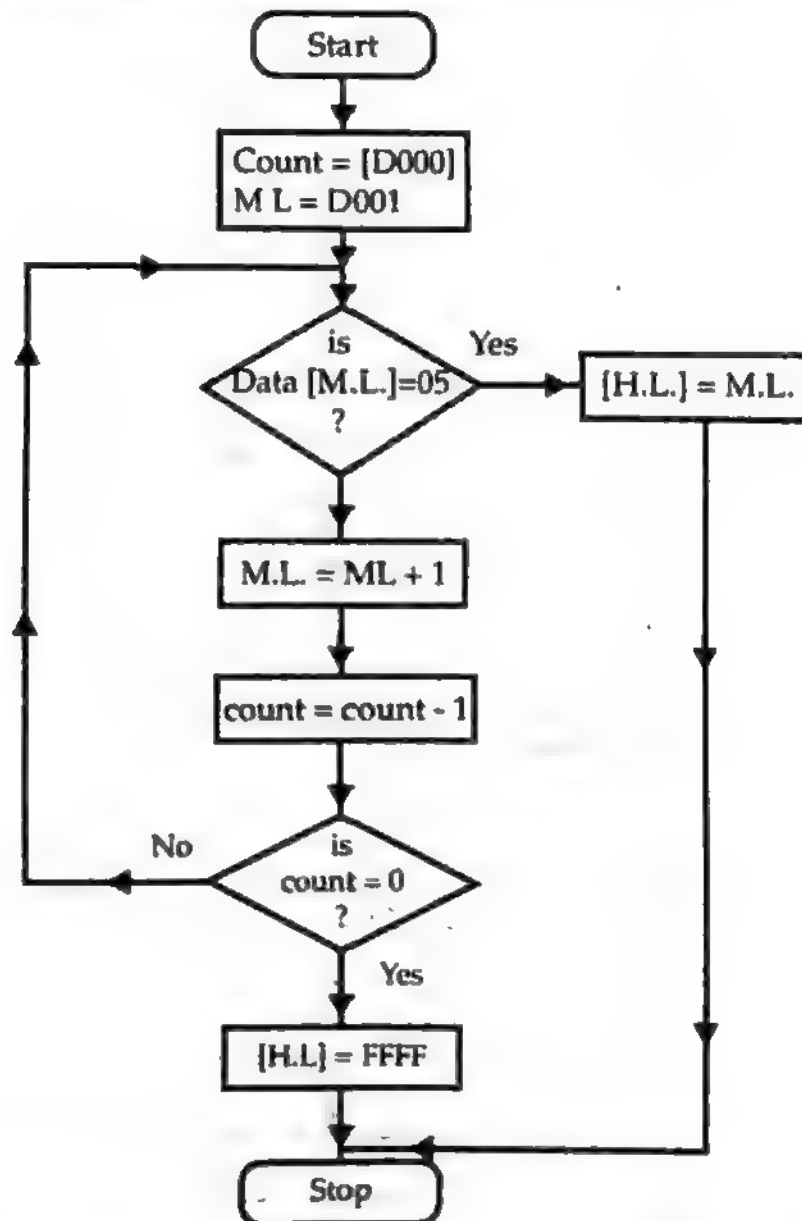 Start
Count = [D000]
M L = D001
is
Data [M.L.]=05
?
Yes
[H.L.] = M.L.
M.L. = ML + 1
count = count - 1
No
is
count = 0
?
Yes
[H.L] = FFFF
Stop